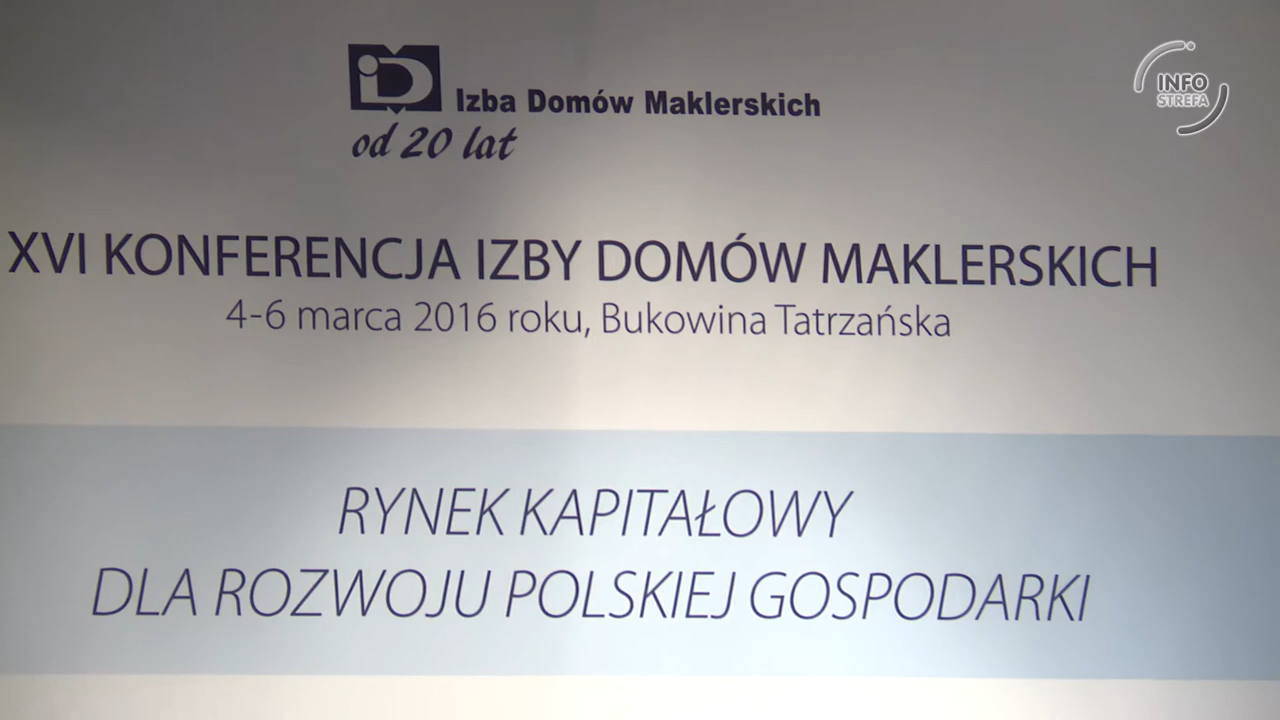 iD Izba Domów Maklerskich
od 20 lat
INFO
STREFA
XVI KONFERENCJA IZBY DOMÓW MAKLERSKICH
4-6 marca 2016 roku, Bukowina Tatrzańska
RYNEK KAPITAŁOWY
DLA ROZWOJU POLSKIEJ GOSPODARKI